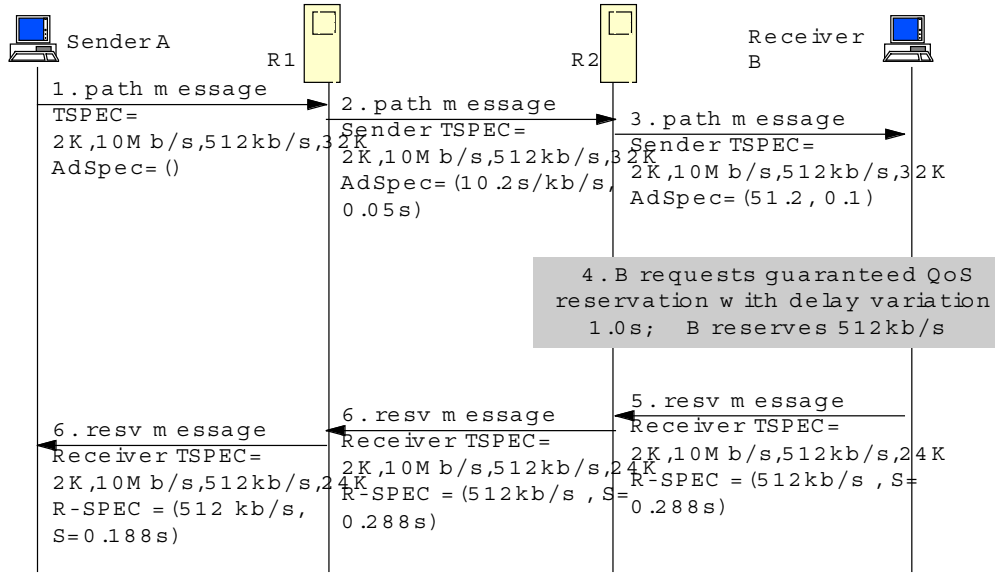 Sender A
R1
R2
Receiver
B
1. path message
TSPEC=
2K,10Mb/s,512kb/s,32K
AdSpec=()
2. path message
Sender TSPEC=
2K,10Mb/s,512kb/s,32K
AdSpec=(10.2s/kb/s,
0.05s)
3. path message
Sender TSPEC=
2K,10Mb/s,512kb/s,32K
AdSpec=(51.2, 0.1)
4. B requests guaranteed QoS
reservation with delay variation
1.0s; B reserves 512kb/s
5. resv message
Receiver TSPEC=
2K,10Mb/s,512kb/s,24K
R-SPEC =(512kb/s, S=
0.288s)
6. resv message
Receiver TSPEC=
2K,10Mb/s,512kb/s,24K
R-SPEC =(512kb/s, S=
0.288s)
6. resv message
Receiver TSPEC=
2K,10Mb/s,512kb/s,24K
R-SPEC =(512 kb/s,
S=0.188s)